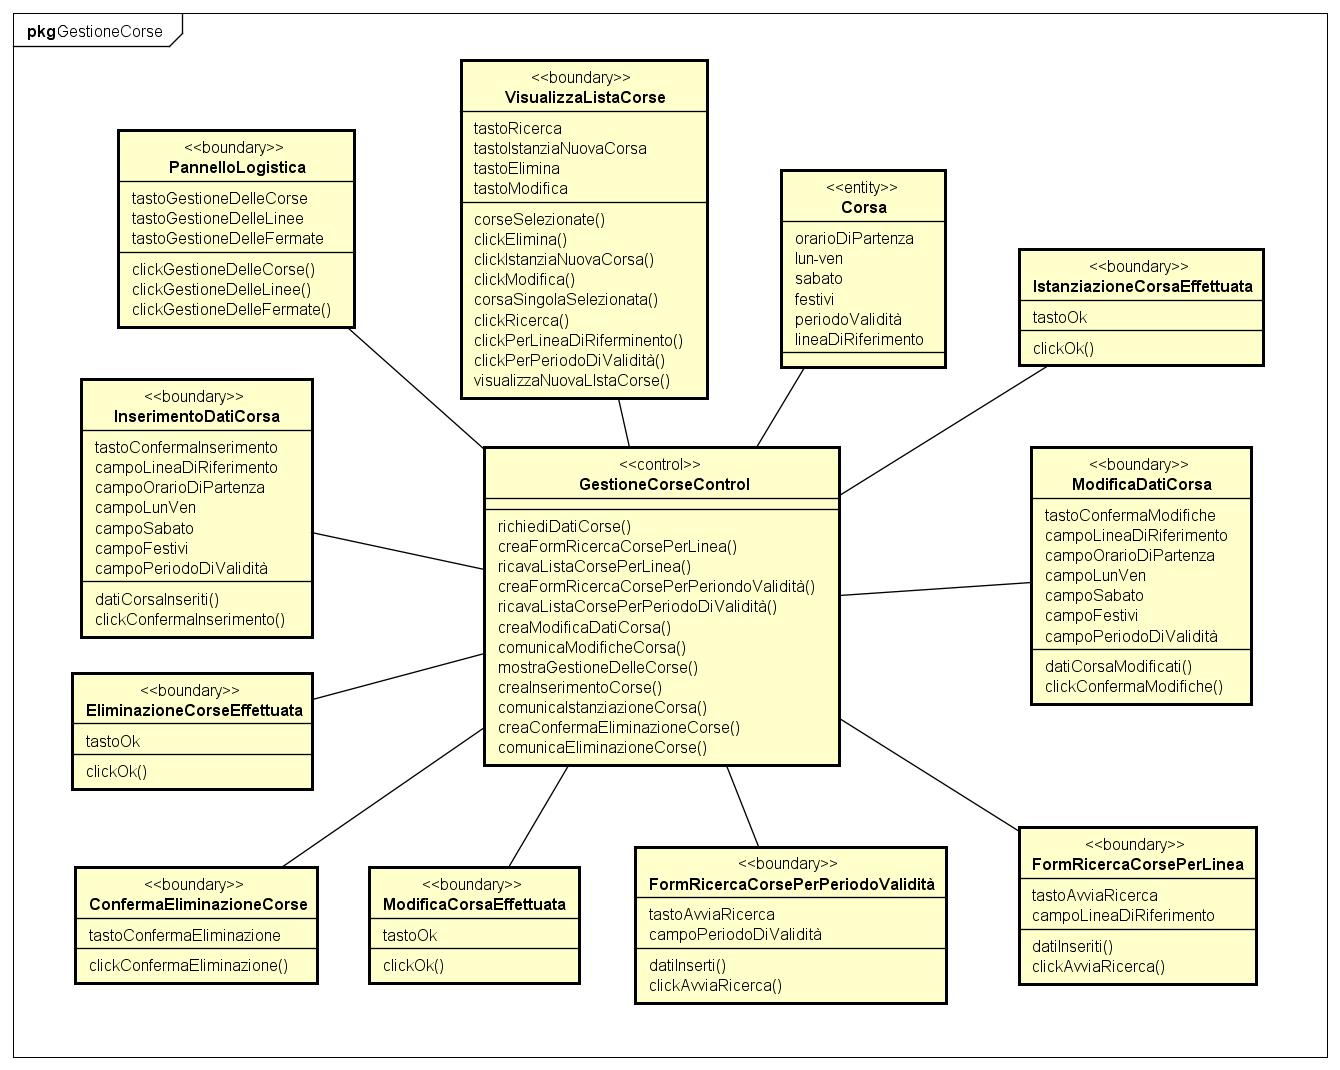 pkg GestioneCorse
<<boundary>>
VisualizzaListaCorse
tastoRicerca
tastoIstanziaNuovaCorsa
tastoElimina
tastoModifica
corseSelezionate()
clickElimina()
clickIstanziaNuovaCorsa()
clickModifica()
corsaSingolaSelezionata()
clickRicerca()
clickPerLineaDiRiferminento()
clickPerPeriodoDiValidità()
visualizzaNuovaLIstaCorse()
<<boundary>>
PannelloLogistica
tastoGestioneDelleCorse
tastoGestioneDelleLinee
tastoGestioneDelleFermate
clickGestioneDelleCorse()
clickGestioneDelleLinee()
clickGestioneDelleFermate()
<<entity>>
Corsa
orarioDiPartenza
lun-ven
sabato
festivi
periodoValidità
lineaDiRiferimento
<<boundary>>
IstanziazioneCorsaEffettuata
tastoOk
clickOk()
<<boundary>>
InserimentoDatiCorsa
tastoConfermaInserimento
campoLineaDiRiferimento
campoOrarioDiPartenza
campoLunVen
campoSabato
campoFestivi
campoPeriodoDiValidità
datiCorsaInseriti()
clickConfermaInserimento()
<<control>>
GestioneCorseControl
richiediDatiCorse()
creaFormRicercaCorsePerLinea()
ricavaListaCorsePerLinea()
creaFormRicercaCorsePerPeriondoValidità()
ricavaListaCorsePerPeriodoDiValidità()
creaModificaDatiCorsa()
comunicaModificheCorsa()
mostraGestioneDelleCorse()
creaInserimentoCorse()
comunicaIstanziazioneCorsa()
creaConfermaEliminazioneCorse()
comunicaEliminazioneCorse()
<<boundary>>
ModificaDatiCorsa
tastoConfermaModifiche
campoLineaDiRiferimento
campoOrarioDiPartenza
campoLunVen
campoSabato
campoFestivi
campoPeriodoDiValidità
datiCorsaModificati()
clickConfermaModifiche()
<<boundary>>
EliminazioneCorseEffettuata
tastoOk
clickOk()
<<boundary>>
ConfermaEliminazioneCorse
tastoConfermaEliminazione
clickConfermaEliminazione()
<<boundary>>
ModificaCorsaEffettuata
tastoOk
clickOk()
<<boundary>>
FormRicercaCorsePerPeriodoValidità
tastoAvviaRicerca
campoPeriodoDiValidità
datiInserti()
clickAvviaRicerca()
<<boundary>>
FormRicercaCorsePerLinea
tastoAvviaRicerca
campoLineaDiRiferimento
datiInseriti()
clickAvviaRicerca()